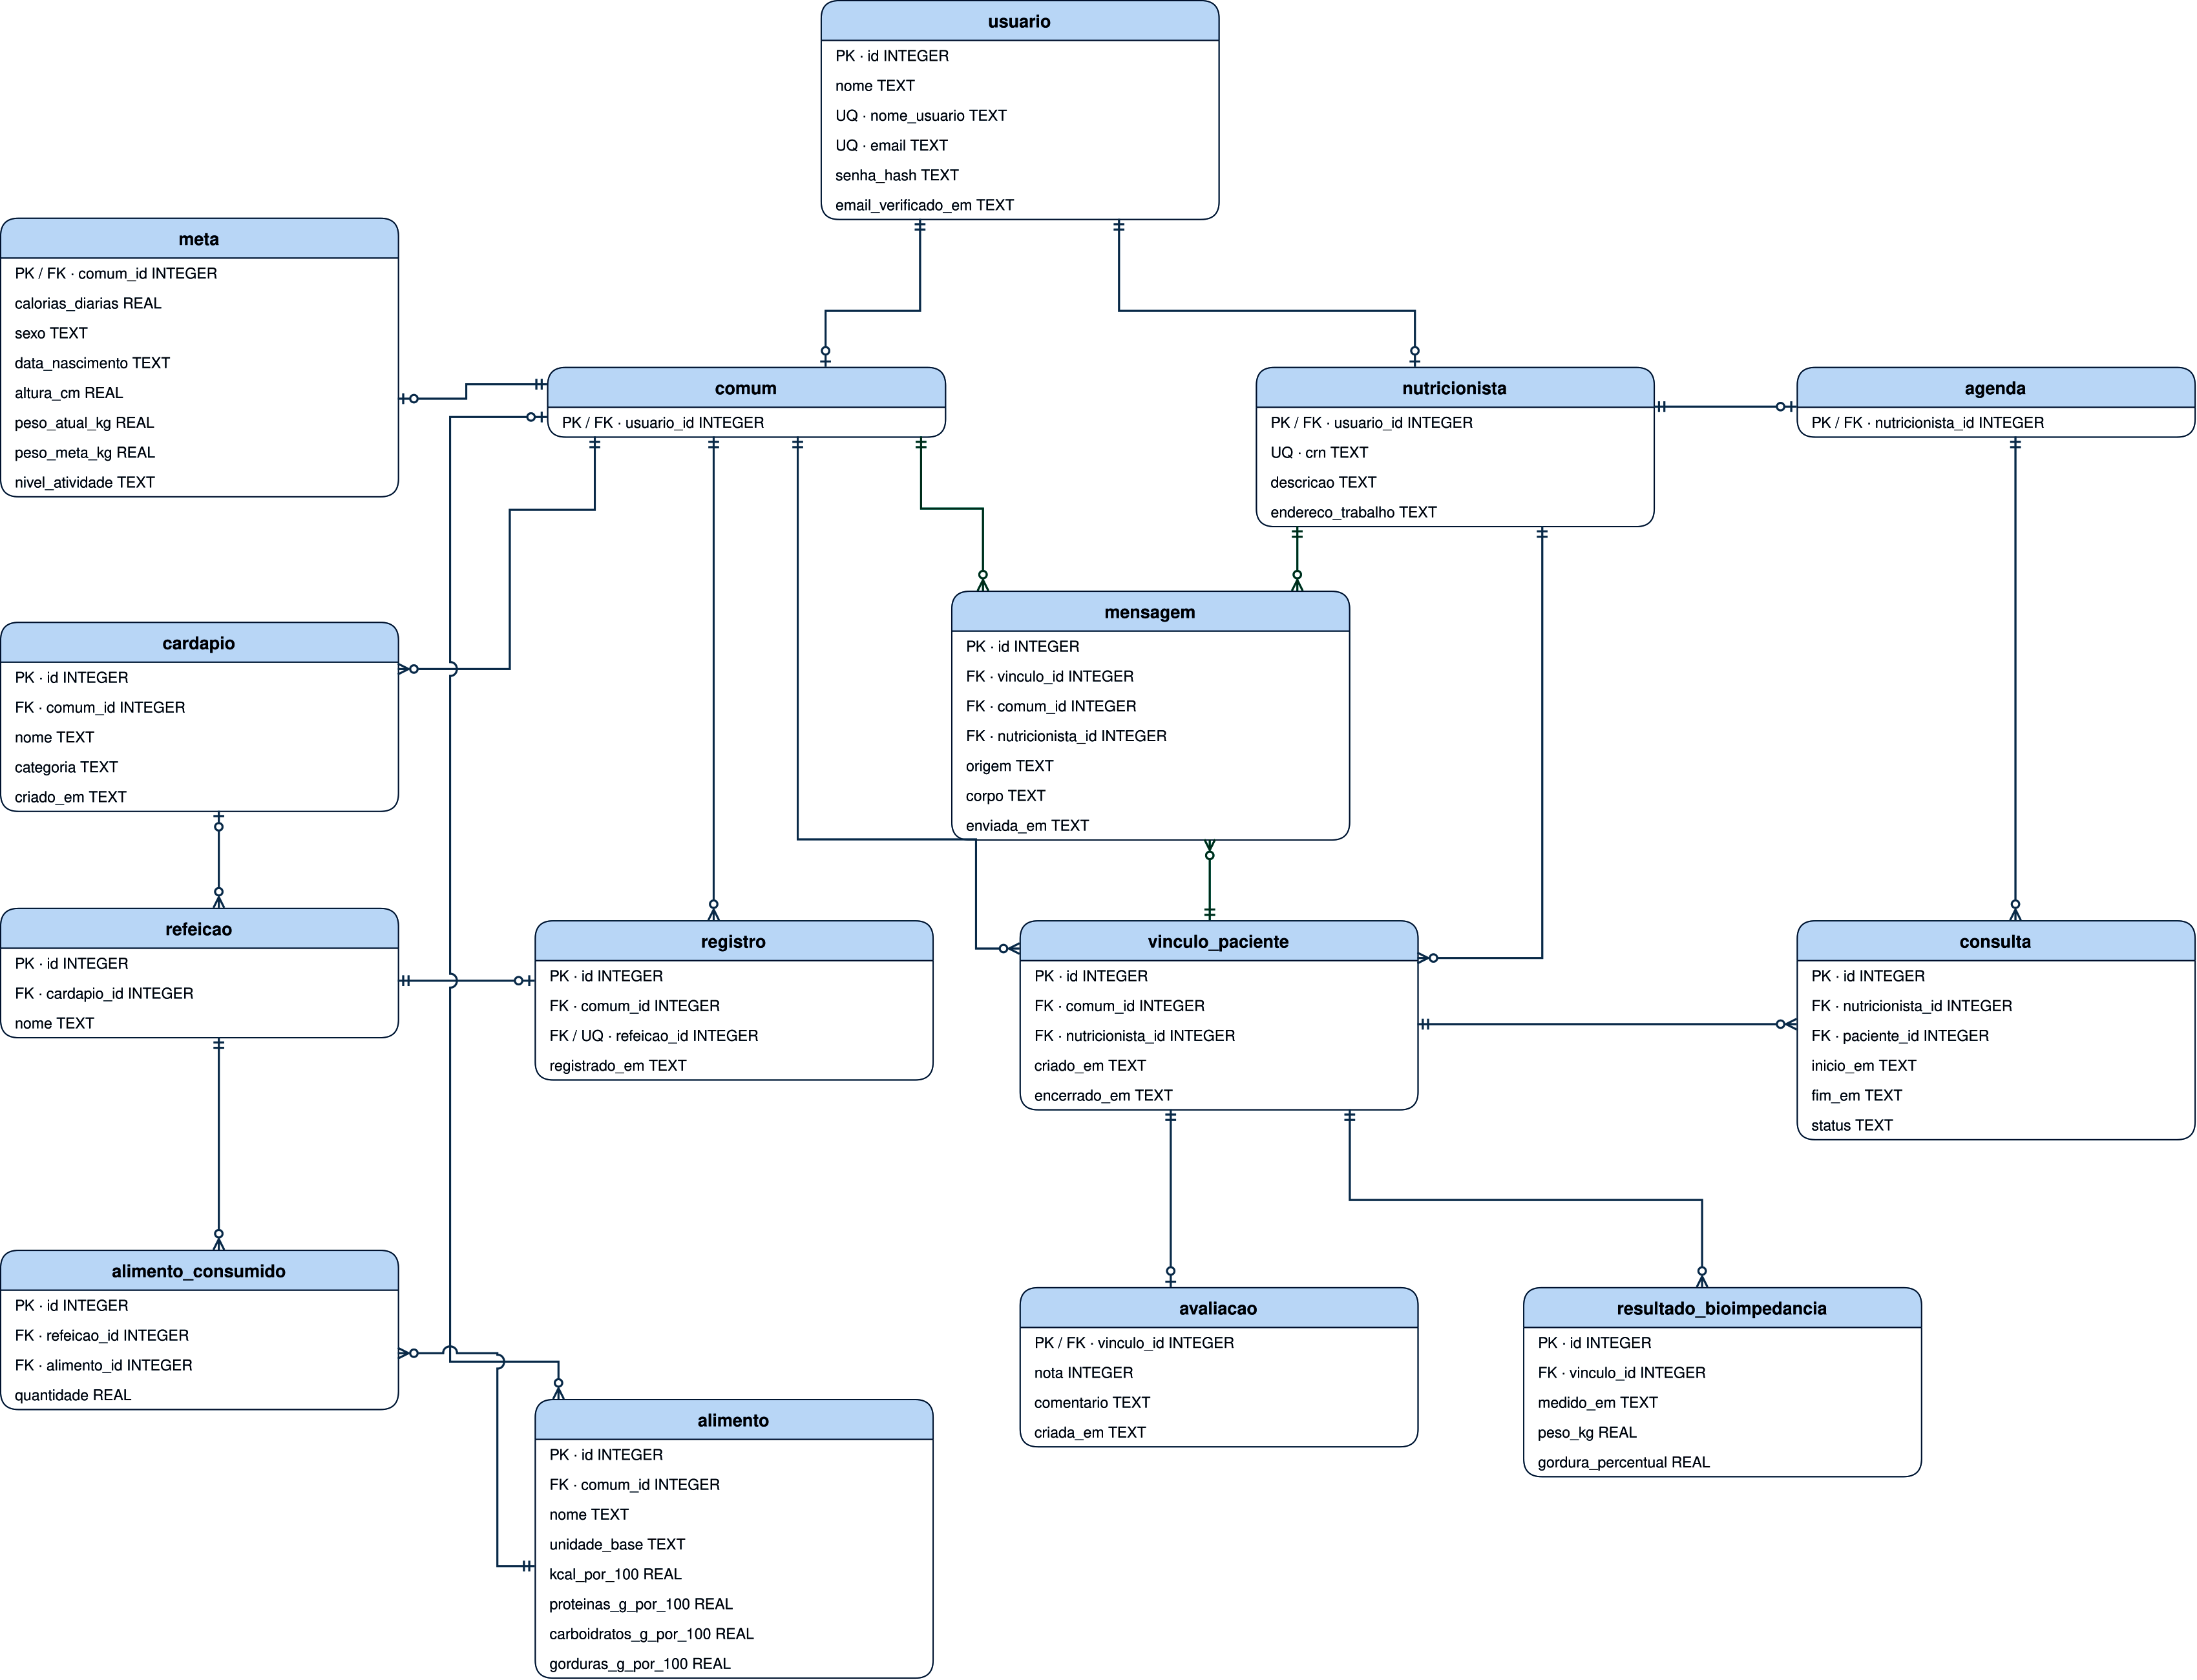 usuario
PK · id INTEGER
nome TEXT
UQ · nome_usuario TEXT
UQ · email TEXT
senha_hash TEXT
email_verificado_em TEXT
meta
PK / FK · comum_id INTEGER
calorias_diarias REAL
sexo TEXT
data_nascimento TEXT
altura_cm REAL
peso_atual_kg REAL
peso_meta_kg REAL
nivel_atividade TEXT
comum
PK / FK · usuario_id INTEGER
nutricionista
PK / FK · usuario_id INTEGER
UQ · crn TEXT
descricao TEXT
endereco_trabalho TEXT
agenda
PK / FK · nutricionista_id INTEGER
mensagem
PK · id INTEGER
FK · vinculo_id INTEGER
FK · comum_id INTEGER
FK · nutricionista_id INTEGER
origem TEXT
corpo TEXT
enviada_em TEXT
cardapio
PK · id INTEGER
FK · comum_id INTEGER
nome TEXT
categoria TEXT
criado_em TEXT
refeicao
PK · id INTEGER
FK · cardapio_id INTEGER
nome TEXT
registro
PK · id INTEGER
FK · comum_id INTEGER
FK / UQ · refeicao_id INTEGER
registrado_em TEXT
vinculo_paciente
PK · id INTEGER
FK · comum_id INTEGER
FK · nutricionista_id INTEGER
criado_em TEXT
encerrado_em TEXT
consulta
PK · id INTEGER
FK · nutricionista_id INTEGER
FK · paciente_id INTEGER
inicio_em TEXT
fim_em TEXT
status TEXT
alimento_consumido
PK · id INTEGER
FK · refeicao_id INTEGER
FK · alimento_id INTEGER
quantidade REAL
avaliacao
PK / FK · vinculo_id INTEGER
nota INTEGER
comentario TEXT
criada_em TEXT
resultado_bioimpedancia
PK · id INTEGER
FK · vinculo_id INTEGER
medido_em TEXT
peso_kg REAL
gordura_percentual REAL
alimento
PK · id INTEGER
FK · comum_id INTEGER
nome TEXT
unidade_base TEXT
kcal_por_100 REAL
proteinas_g_por_100 REAL
carboidratos_g_por_100 REAL
gorduras_g_por_100 REAL